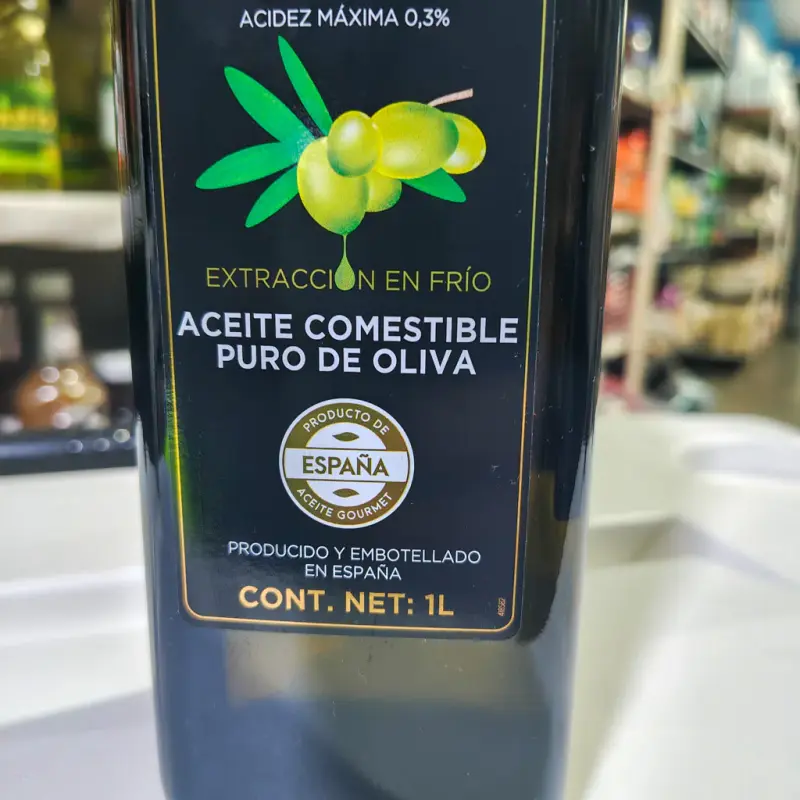 ACIDEZ MÁXIMA 0,3%
EXTRACCIÓN EN FRÍO
ACEITE COMESTIBLE
PURO DE OLIVA
PRODUCTO DE
ESPAÑA
ACEITE GOURMET
PRODUCIDO Y EMBOTELLADO
EN ESPAÑA
CONT. NET: 1L